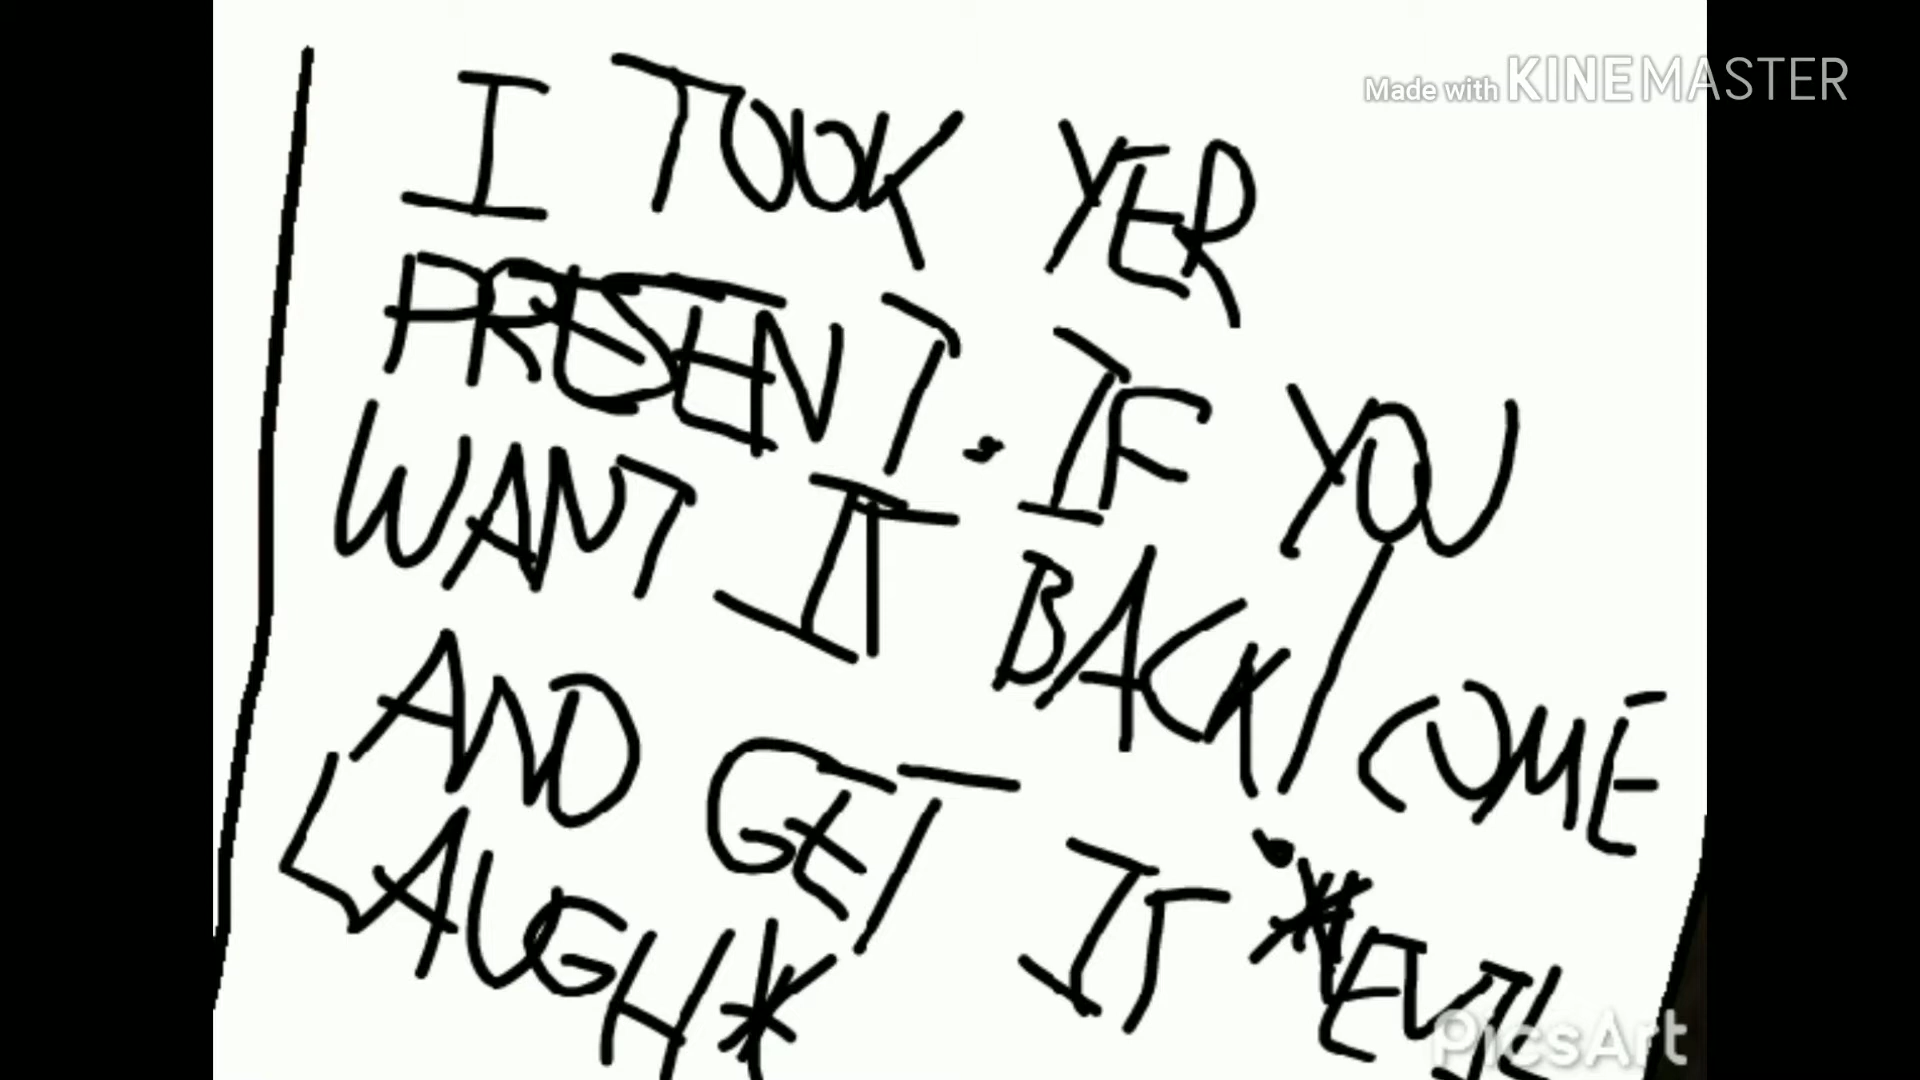 Made with KINEMASTER
I TOOK YER
PRESENT. IF YOU
WANT IT BACK, COME
AND GET IT. *EVIL
LAUGH*
PicsArt